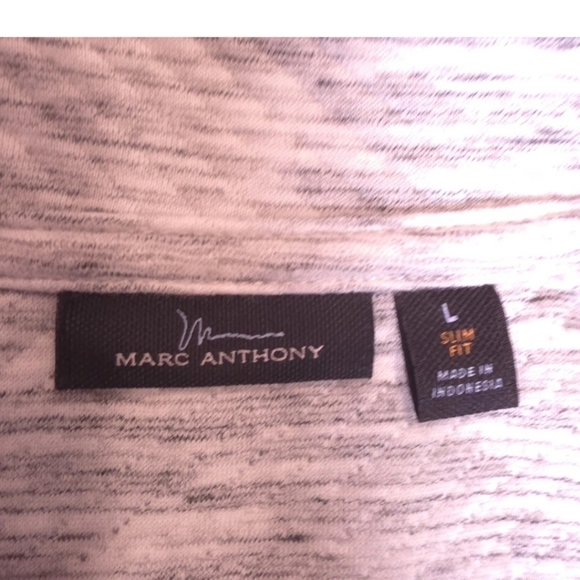 MARC ANTHONY
L
SLIM
FIT
MADE IN
INDONESIA